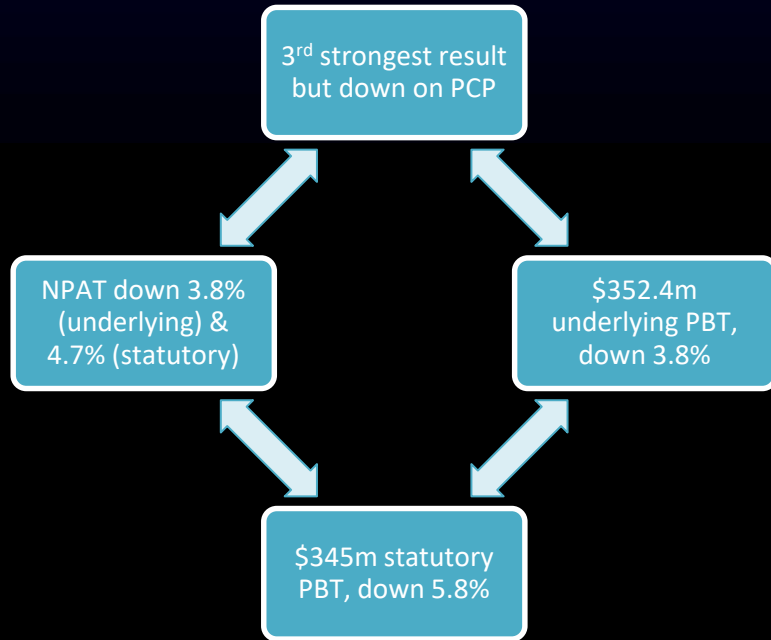 3rd strongest result
but down on PCP
NPAT down 3.8%
(underlying) &
4.7% (statutory)
$352.4m
underlying PBT,
down 3.8%
$345m statutory
PBT, down 5.8%